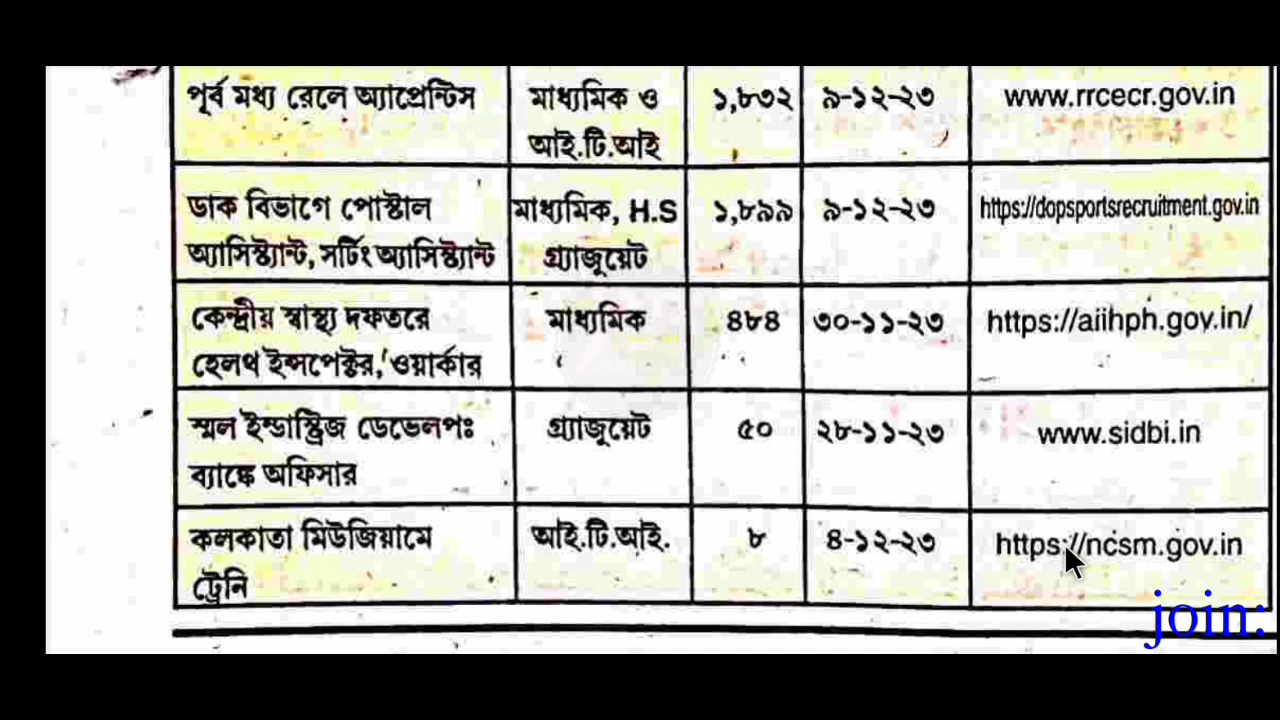 পূর্ব মধ্য রেলে অ্যাপ্রেন্টিস মাধ্যমিক ও ১,৮৩২ ৯-১২-২৩ www.rrcecr.gov.in
আই.টি.আই
ডাক বিভাগে পোস্টাল মাধ্যমিক, H.S ১,৮৯৯ ৯-১২-২৩ https://dopsportsrecruitment.gov.in
অ্যাসিস্ট্যান্ট, সর্টিং অ্যাসিস্ট্যান্ট গ্র্যাজুয়েট
কেন্দ্রীয় স্বাস্থ্য দফতরে মাধ্যমিক ৪৮৪ ৩০-১১-২৩ https://aiihph.gov.in/
হেলথ ইন্সপেক্টর, ওয়ার্কার
স্মল ইন্ডাস্ট্রিজ ডেভেলপঃ গ্র্যাজুয়েট ৫০ ২৮-১১-২৩ www.sidbi.in
ব্যাঙ্কে অফিসার
কলকাতা মিউজিয়ামে আই.টি.আই. ৮ ৪-১২-২৩ https://ncsm.gov.in
ট্রেনি
join: